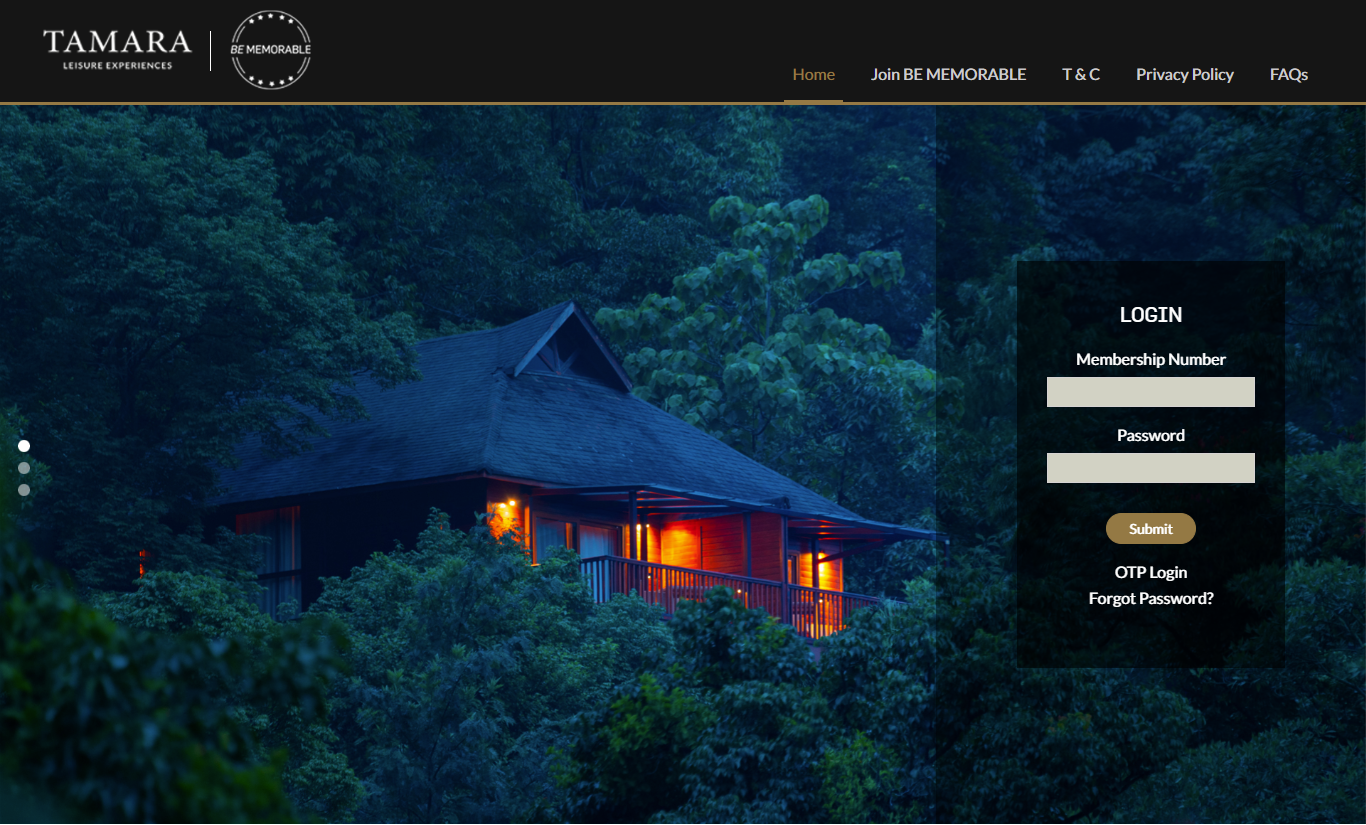 TAMARA
LEISURE EXPERIENCES
BE MEMORABLE
Home Join BE MEMORABLE T & C Privacy Policy FAQs
LOGIN
Membership Number
Password
Submit
OTP Login
Forgot Password?